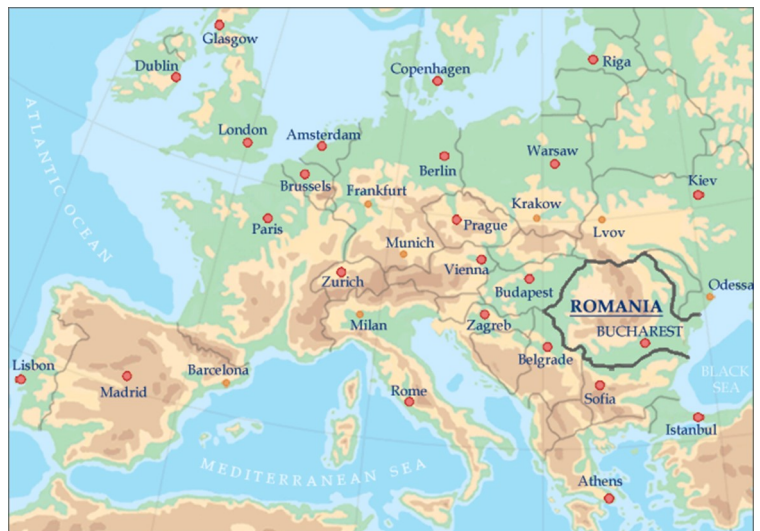 Glasgow
Dublin
Copenhagen
Riga
ATLANTIC OCEAN
London
Amsterdam
Berlin
Warsaw
Brussels
Frankfurt
Kiev
Paris
Prague
Krakow
Lvov
Munich
Vienna
Zurich
Budapest
Odessa
ROMANIA
Milan
Zagreb
BUCHAREST
Belgrade
Lisbon
Madrid
Barcelona
Rome
Sofia
BLACK
SEA
Istanbul
MEDITERRANEAN SEA
Athens